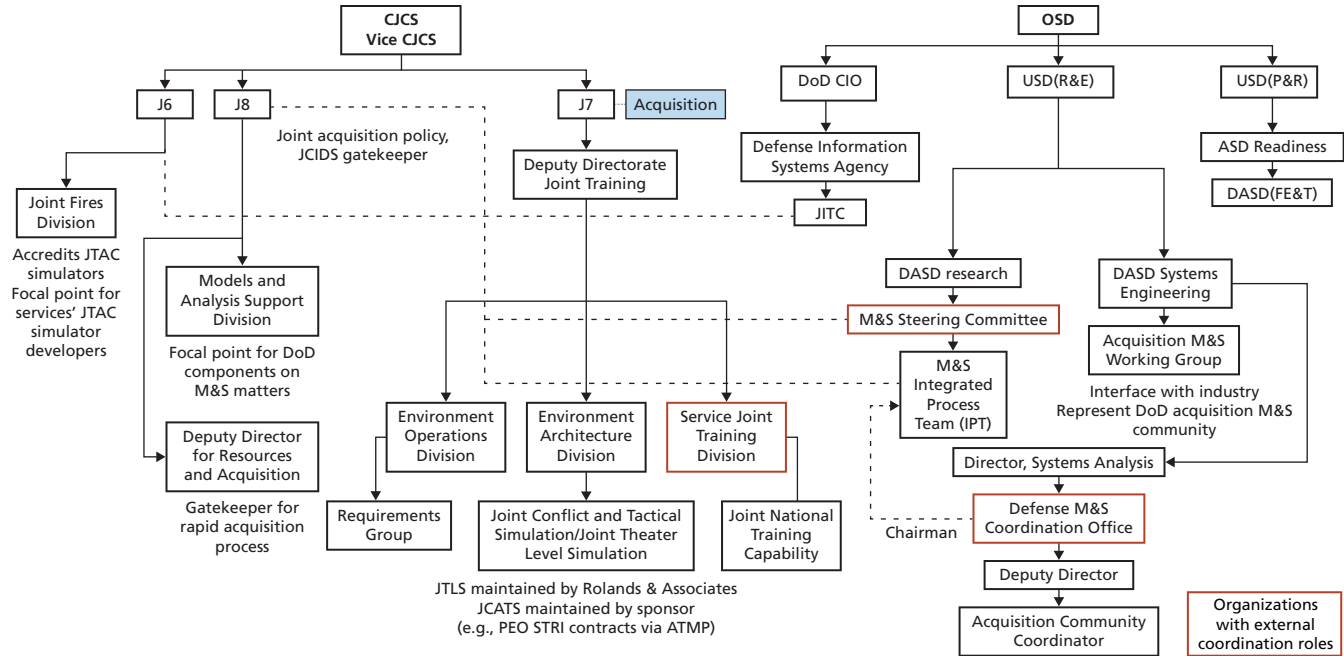 CJCS
Vice CJCS
OSD
J6
J8
J7
Acquisition
DoD CIO
USD(R&E)
USD(P&R)
Joint acquisition policy,
JCIDS gatekeeper
Deputy Directorate
Joint Training
Defense Information
Systems Agency
ASD Readiness
JITC
DASD(FE&T)
Joint Fires
Division
Accredits JTAC
simulators
Focal point for
services’ JTAC
simulator
developers
Models and
Analysis Support
Division
Focal point for DoD
components on
M&S matters
DASD research
DASD Systems
Engineering
M&S Steering Committee
Acquisition M&S
Working Group
M&S
Integrated
Process
Team (IPT)
Interface with industry
Represent DoD acquisition M&S
community
Environment
Operations
Division
Environment
Architecture
Division
Service Joint
Training
Division
Deputy Director
for Resources
and Acquisition
Gatekeeper for
rapid acquisition
process
Director, Systems Analysis
Requirements
Group
Joint Conflict and Tactical
Simulation/Joint Theater
Level Simulation
Joint National
Training
Capability
Chairman
Defense M&S
Coordination Office
JTLS maintained by Rolands & Associates
JCATS maintained by sponsor
(e.g., PEO STRI contracts via ATMP)
Deputy Director
Acquisition Community
Coordinator
Organizations
with external
coordination roles